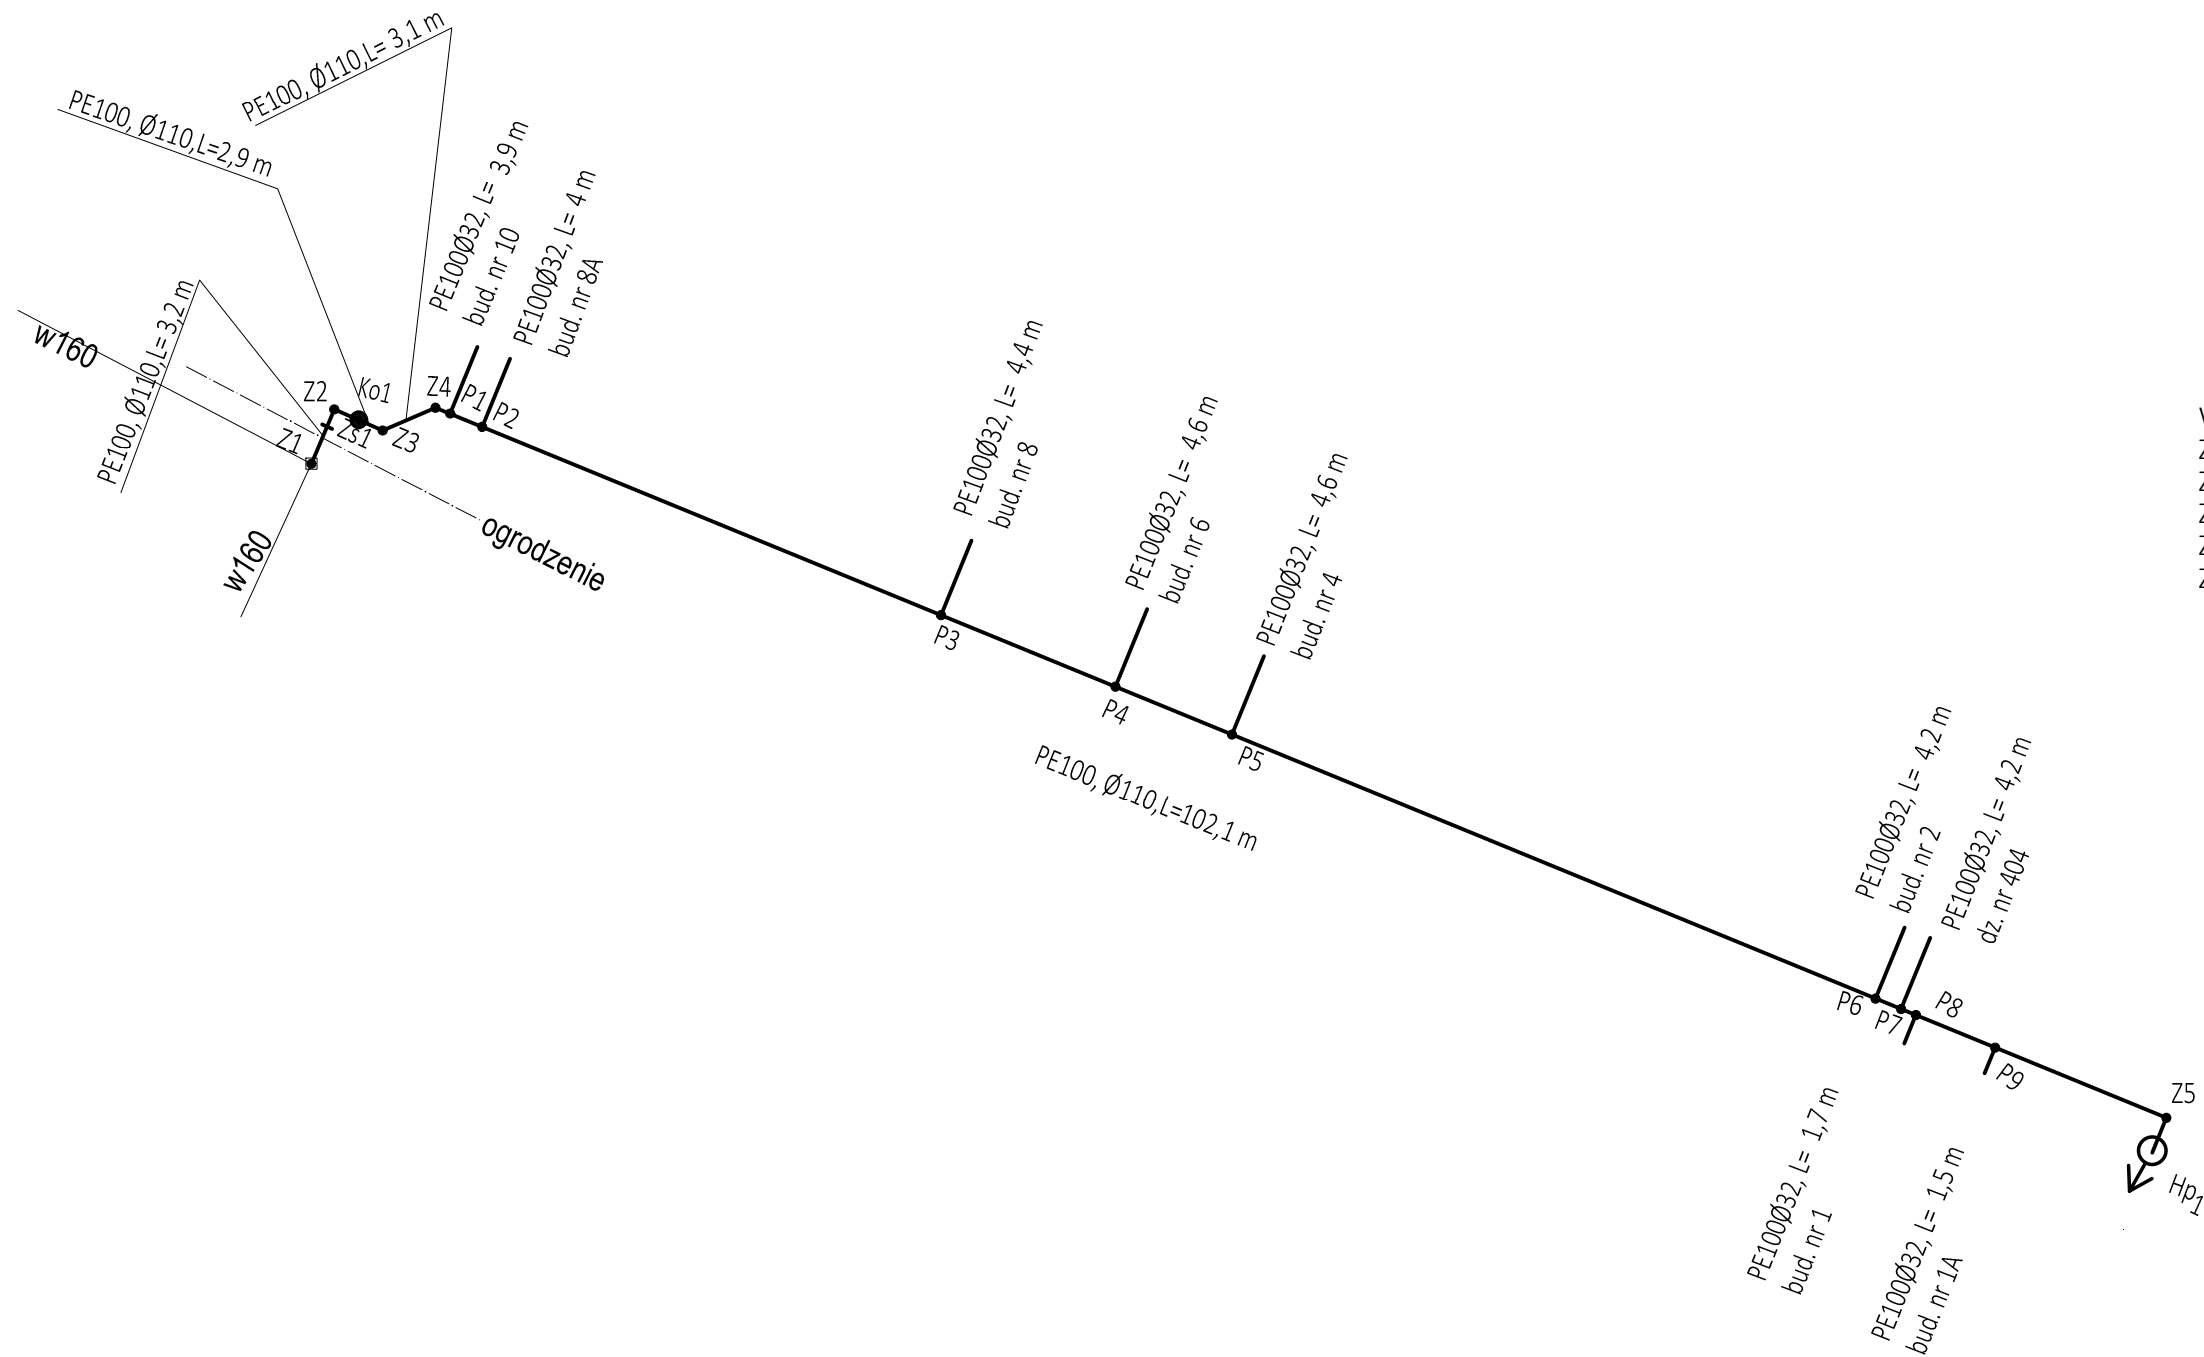 PE100, Ø110,L= 3,1 m
PE100, Ø110,L=2,9 m
PE100Ø32, L= 3,9 m
bud. nr 10
PE100Ø32, L= 4 m
bud. nr 8A
PE100, Ø110,L= 3,2 m
w160
Z2
Ko1
Z4
P1
P2
Z1
Zs1
Z3
w160
ogrodzenie
PE100Ø32, L= 4,4 m
bud. nr 8
PE100Ø32, L= 4,6 m
bud. nr 6
PE100Ø32, L= 4,6 m
bud. nr 4
P3
P4
P5
PE100, Ø110,L=102,1 m
PE100Ø32, L= 4,2 m
bud. nr 2
PE100Ø32, L= 4,2 m
dz. nr 404
P6
P7
P8
P9
Z5
Hp1
PE100Ø32, L= 1,7 m
bud. nr 1
PE100Ø32, L= 1,5 m
bud. nr 1A